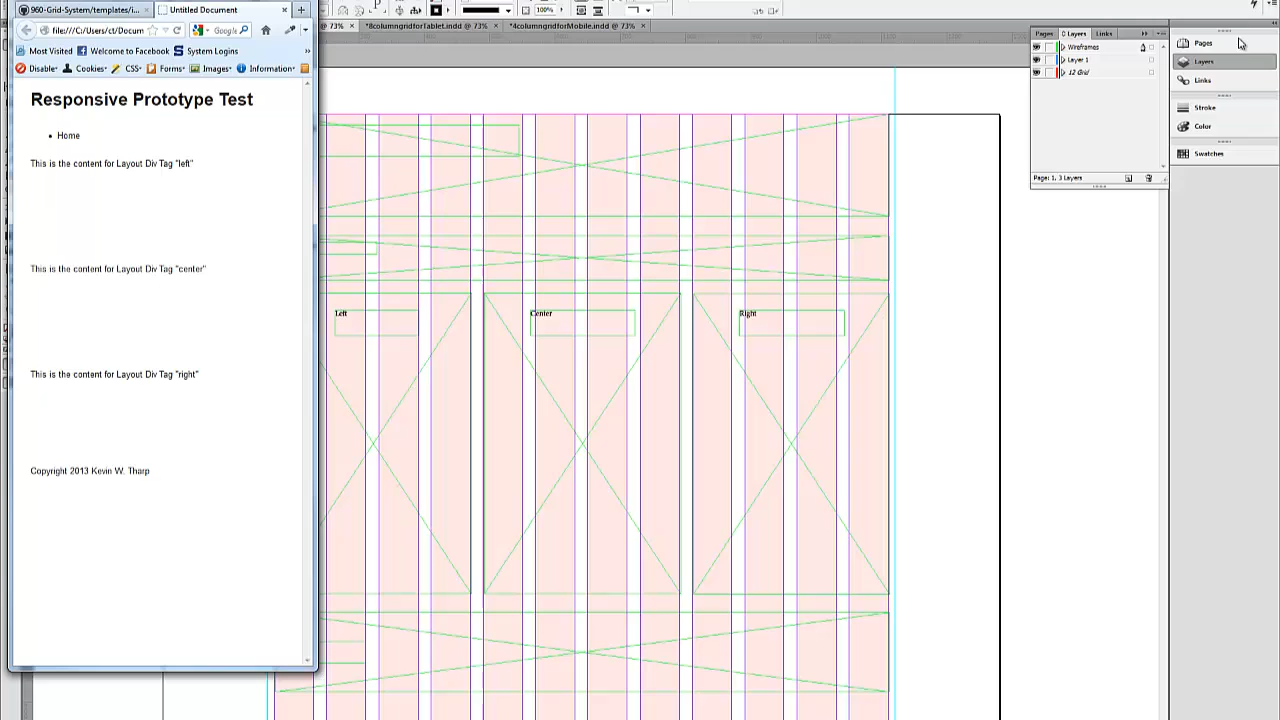 960-Grid-System/templates/i...
Untitled Document
@ 73%
*8columngridforTablet.indd @ 73%
*4columngridforMobile.indd @ 73%
100%
file:///C:/Users/ct/Docum
Google
Most Visited
Welcome to Facebook
System Logins
Disable
Cookies
CSS
Forms
Images
Information
Responsive Prototype Test
Home
This is the content for Layout Div Tag "left"
This is the content for Layout Div Tag "center"
This is the content for Layout Div Tag "right"
Copyright 2013 Kevin W. Tharp
Left
Center
Right
Pages
Layers
Links
Wireframes
Layer 1
12 Grid
Page: 1, 3 Layers
Pages
Layers
Links
Stroke
Color
Swatches